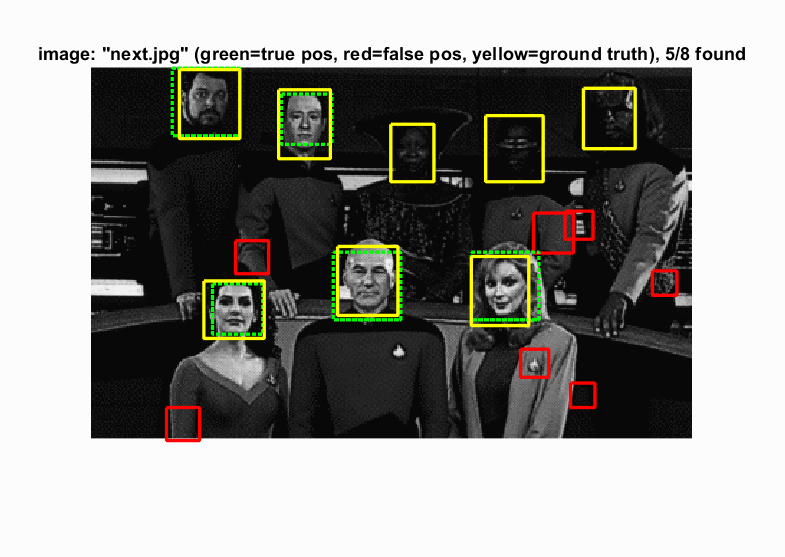 image: "next.jpg" (green=true pos, red=false pos, yellow=ground truth), 5/8 found